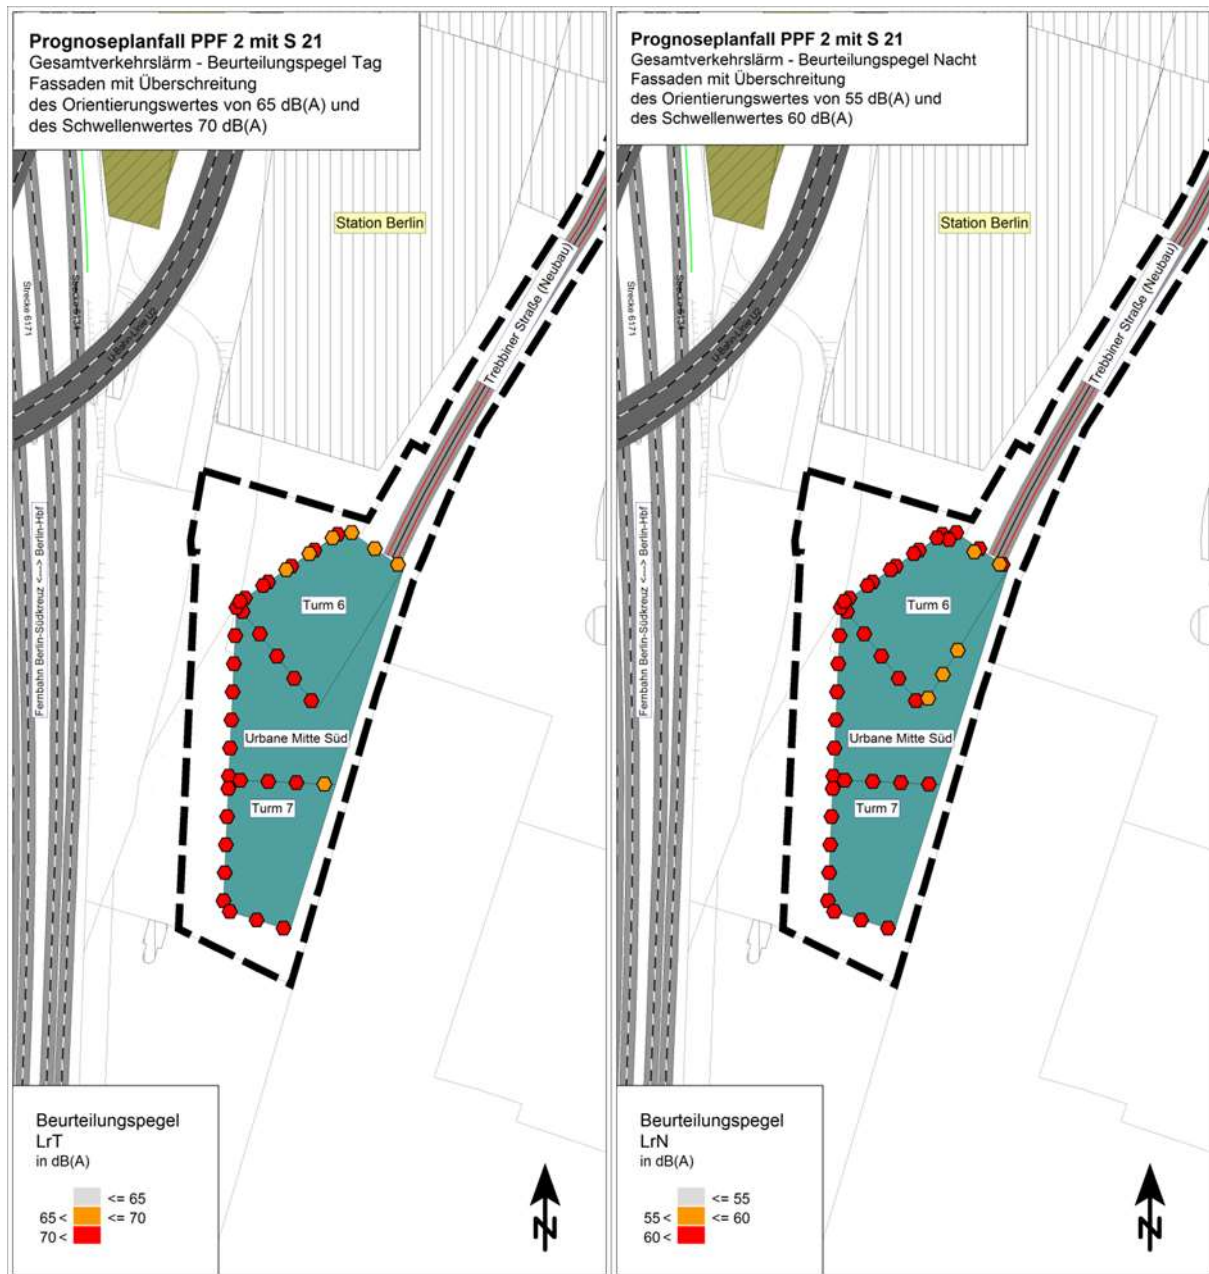 Prognoseplanfall PPF 2 mit S 21
Gesamtverkehrslärm - Beurteilungspegel Tag
Fassaden mit Überschreitung
des Orientierungswertes von 65 dB(A) und
des Schwellenwertes 70 dB(A)
Station Berlin
Trebbiner Straße (Neubau)
Strecke 6171
Fernbahn Berlin-Südkreuz <----> Berlin-Hbf
Turm 6
Urbane Mitte Süd
Turm 7
Beurteilungspegel
LrT
in dB(A)
<= 65
65 < <= 70
70 <
N
Prognoseplanfall PPF 2 mit S 21
Gesamtverkehrslärm - Beurteilungspegel Nacht
Fassaden mit Überschreitung
des Orientierungswertes von 55 dB(A) und
des Schwellenwertes 60 dB(A)
Station Berlin
Trebbiner Straße (Neubau)
Strecke 6171
Fernbahn Berlin-Südkreuz <----> Berlin-Hbf
Turm 6
Urbane Mitte Süd
Turm 7
Beurteilungspegel
LrN
in dB(A)
<= 55
55 < <= 60
60 <
N